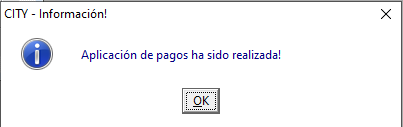 CITY - Información!
Aplicación de pagos ha sido realizada!
OK